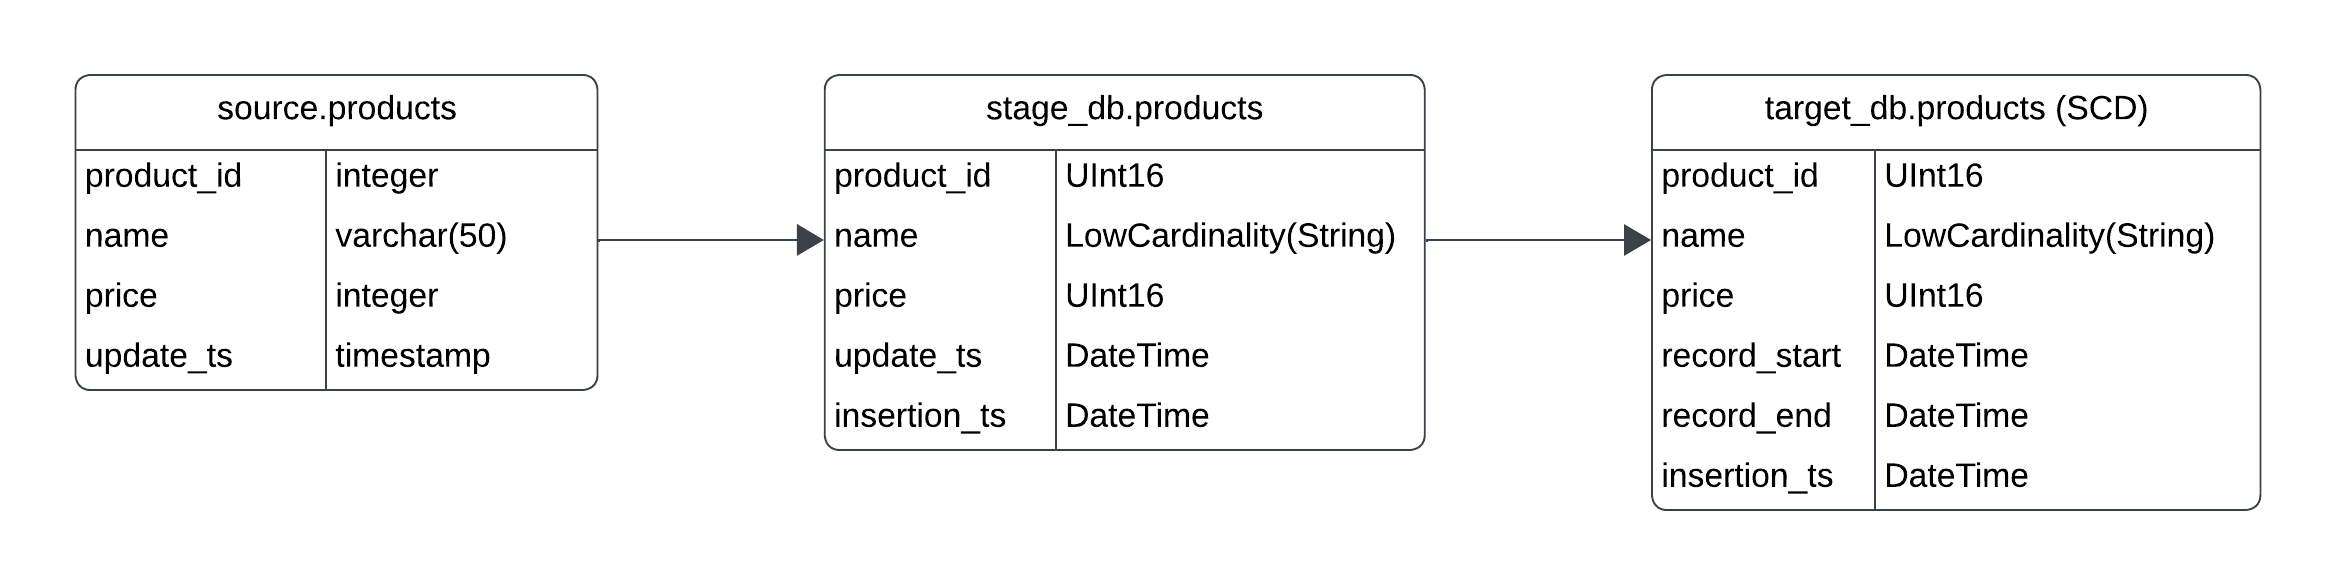 source.products
product_id integer
name varchar(50)
price integer
update_ts timestamp
stage_db.products
product_id UInt16
name LowCardinality(String)
price UInt16
update_ts DateTime
insertion_ts DateTime
target_db.products (SCD)
product_id UInt16
name LowCardinality(String)
price UInt16
record_start DateTime
record_end DateTime
insertion_ts DateTime